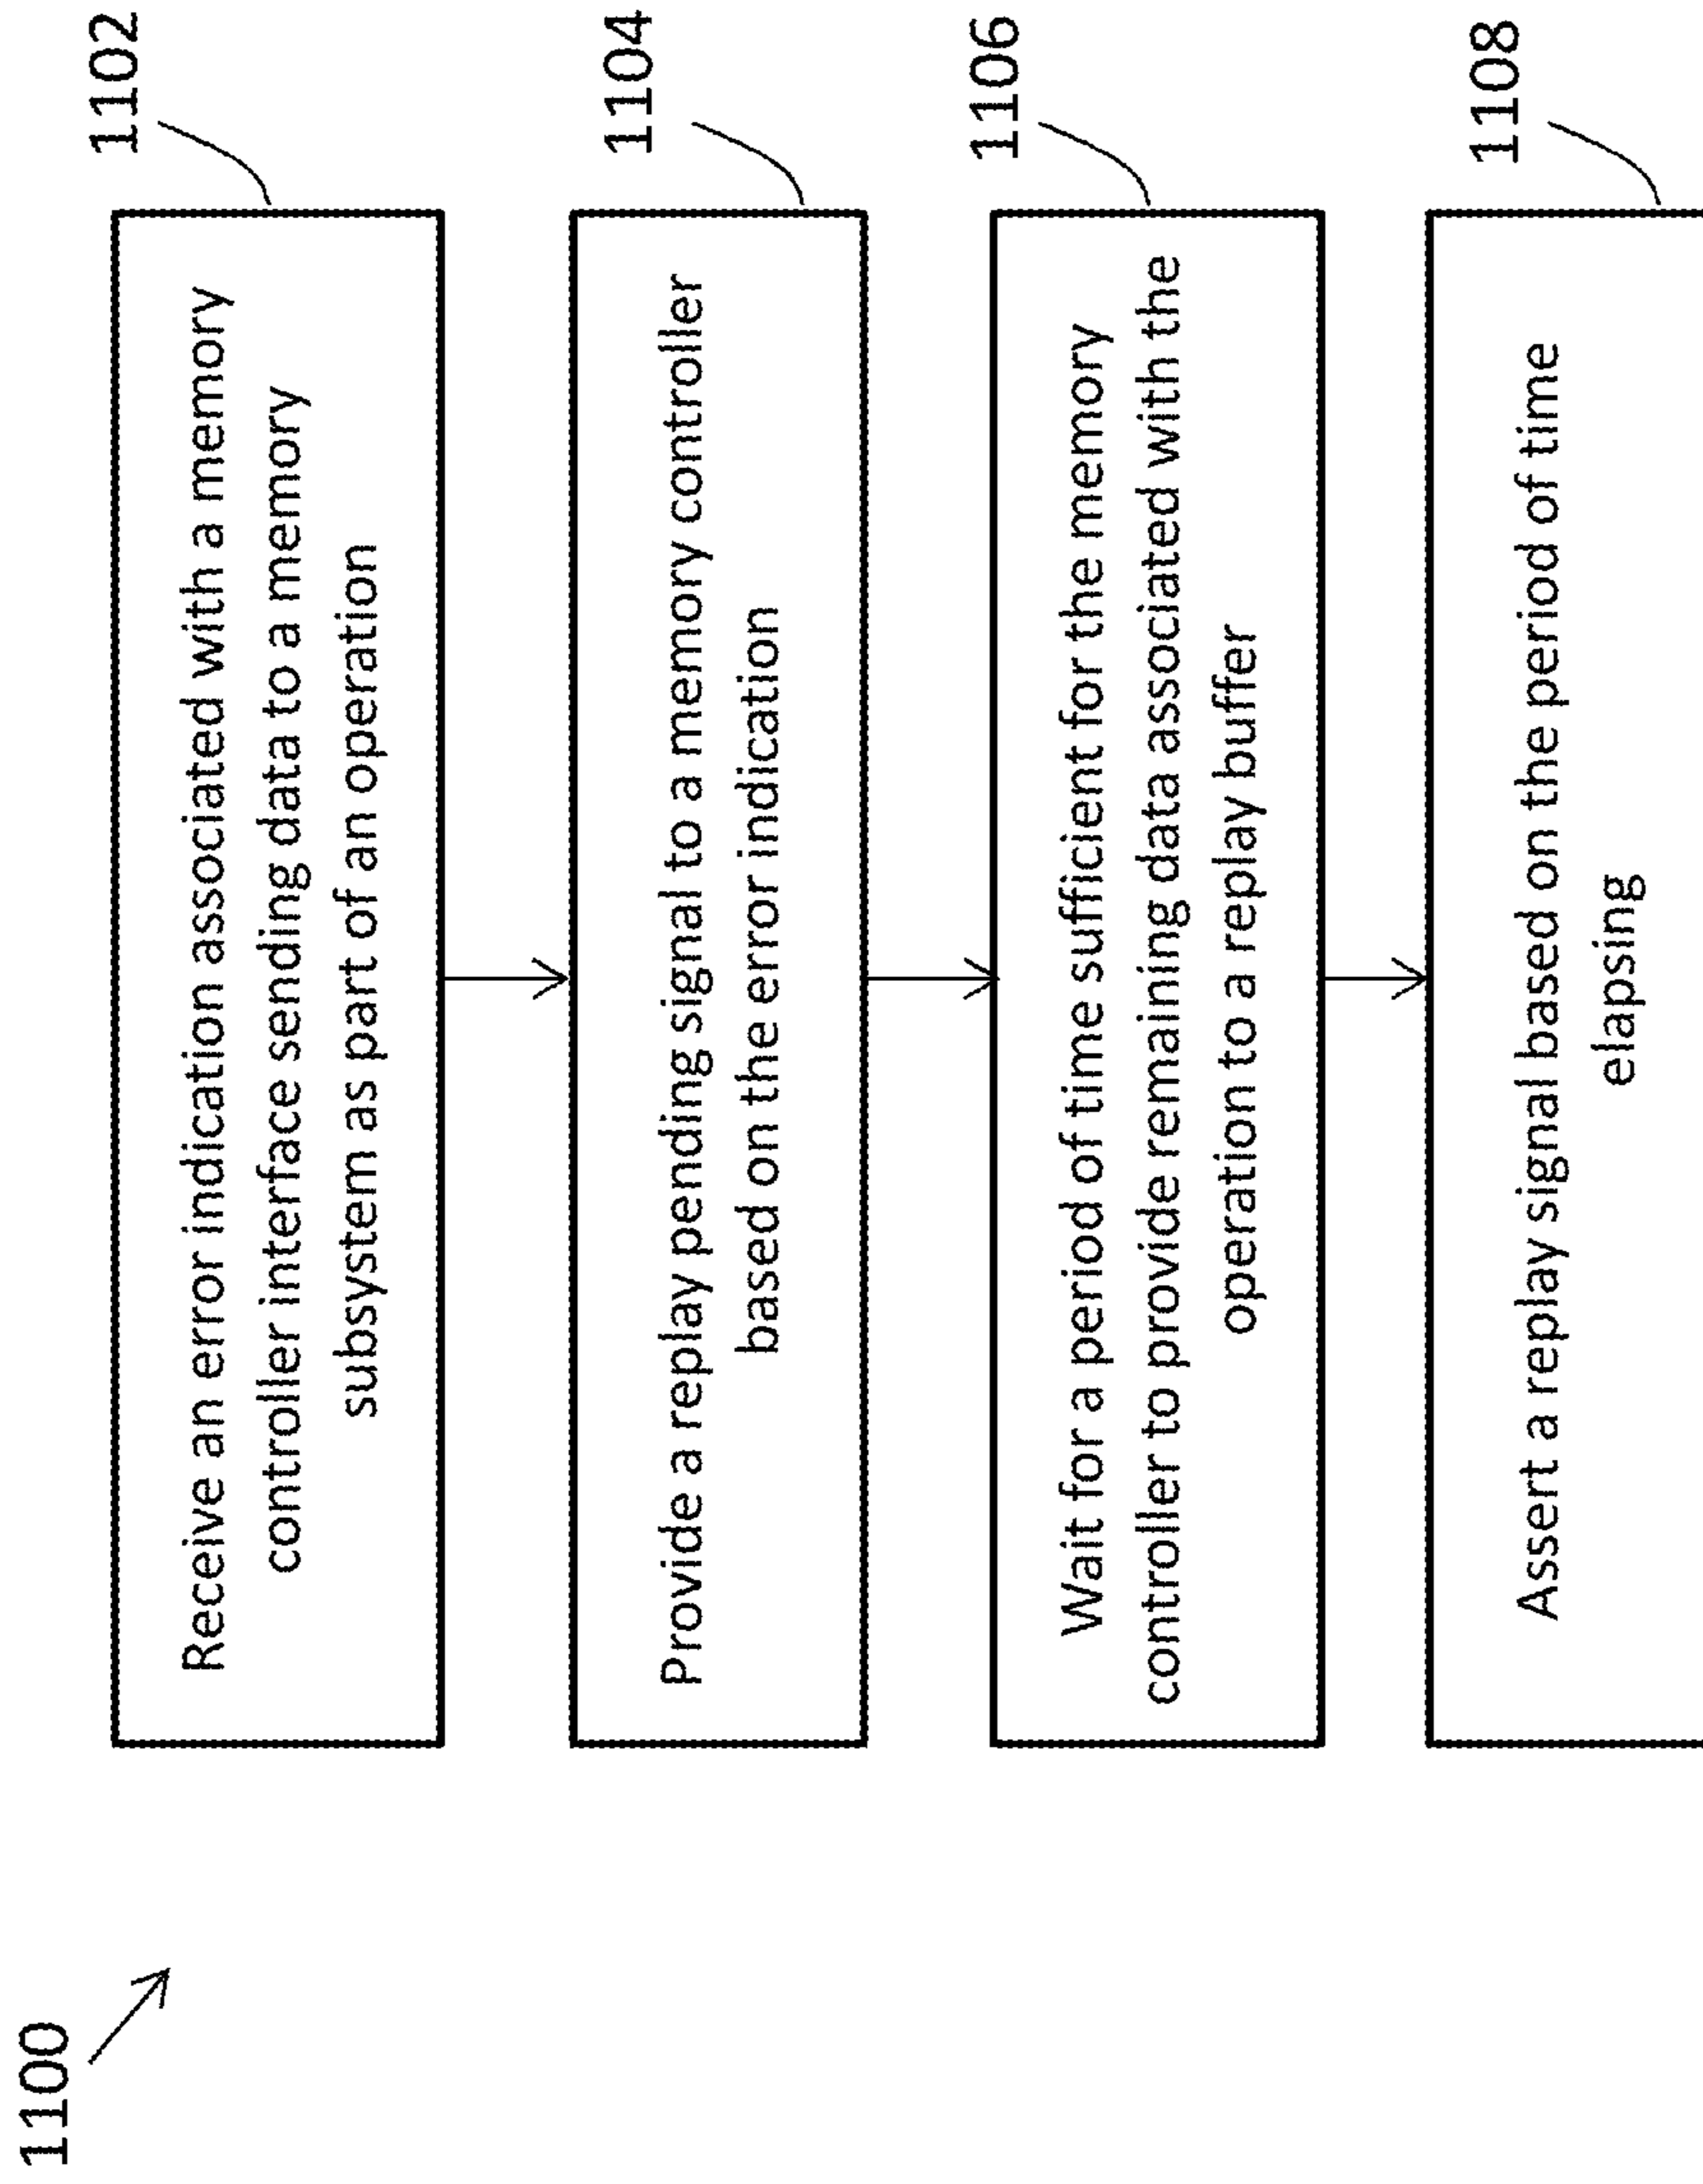 1100
1102
Receive an error indication associated with a memory
controller interface sending data to a memory
subsystem as part of an operation
1104
Provide a replay pending signal to a memory controller
based on the error indication
1106
Wait for a period of time sufficient for the memory
controller to provide remaining data associated with the
operation to a replay buffer
1108
Assert a replay signal based on the period of time
elapsing